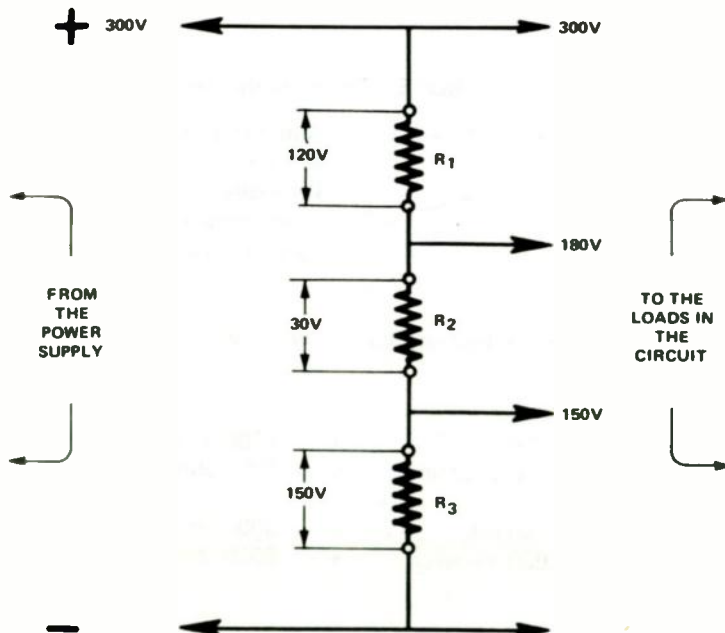 + 300V
300V
120V
R1
180V
FROM
THE
POWER
SUPPLY
30V
R2
TO THE
LOADS IN
THE
CIRCUIT
150V
150V
R3
−